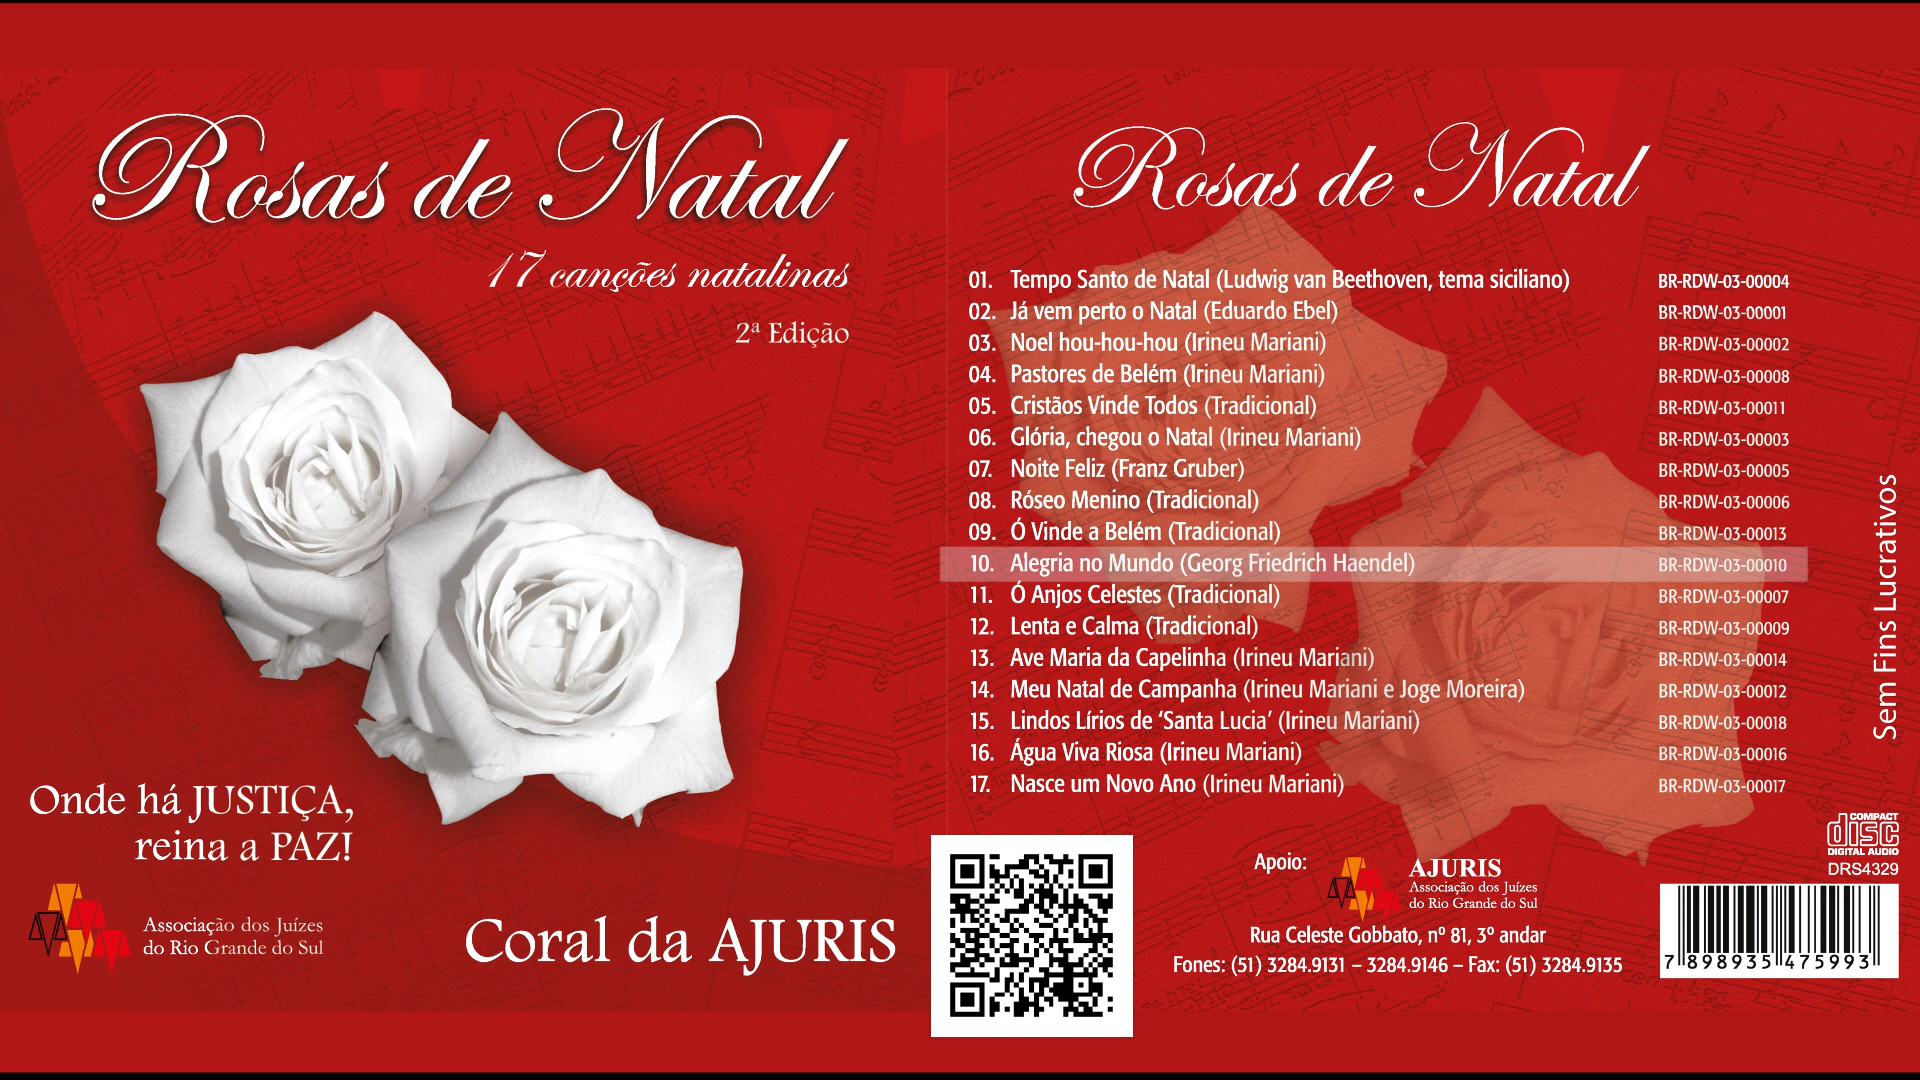 Rosas de Natal
17 canções natalinas
2ª Edição
Onde há JUSTIÇA,
reina a PAZ!
Associação dos Juízes
do Rio Grande do Sul
Coral da AJURIS
Rosas de Natal
01. Tempo Santo de Natal (Ludwig van Beethoven, tema siciliano) BR-RDW-03-00004
02. Já vem perto o Natal (Eduardo Ebel) BR-RDW-03-00001
03. Noel hou-hou-hou (Irineu Mariani) BR-RDW-03-00002
04. Pastores de Belém (Irineu Mariani) BR-RDW-03-00008
05. Cristãos Vinde Todos (Tradicional) BR-RDW-03-00011
06. Glória, chegou o Natal (Irineu Mariani) BR-RDW-03-00003
07. Noite Feliz (Franz Gruber) BR-RDW-03-00005
08. Róseo Menino (Tradicional) BR-RDW-03-00006
09. Ó Vinde a Belém (Tradicional) BR-RDW-03-00013
10. Alegria no Mundo (Georg Friedrich Haendel) BR-RDW-03-00010
11. Ó Anjos Celestes (Tradicional) BR-RDW-03-00007
12. Lenta e Calma (Tradicional) BR-RDW-03-00009
13. Ave Maria da Capelinha (Irineu Mariani) BR-RDW-03-00014
14. Meu Natal de Campanha (Irineu Mariani e Joge Moreira) BR-RDW-03-00012
15. Lindos Lírios de ‘Santa Lucia’ (Irineu Mariani) BR-RDW-03-00018
16. Água Viva Riosa (Irineu Mariani) BR-RDW-03-00016
17. Nasce um Novo Ano (Irineu Mariani) BR-RDW-03-00017
Sem Fins Lucrativos
Apoio:
AJURIS
Associação dos Juízes
do Rio Grande do Sul
Rua Celeste Gobbato, nº 81, 3º andar
Fones: (51) 3284.9131 – 3284.9146 – Fax: (51) 3284.9135
COMPACT
disc
DIGITAL AUDIO
DRS4329
7 898935 475993